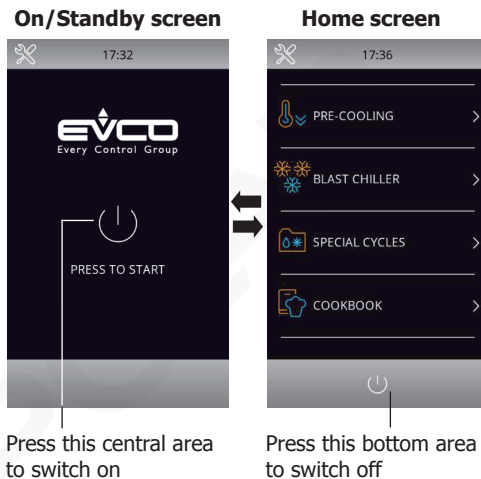 On/Standby screen
17:32
EVCO
Every Control Group
PRESS TO START
Press this central area
to switch on
Home screen
17:36
PRE-COOLING
BLAST CHILLER
SPECIAL CYCLES
COOKBOOK
Press this bottom area
to switch off